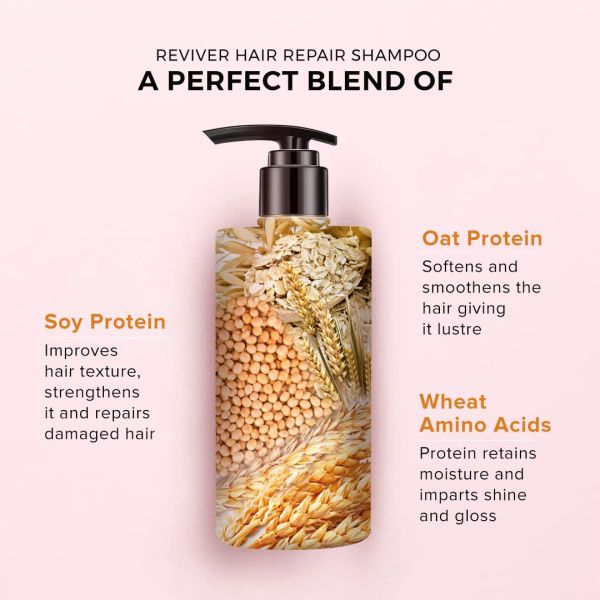 REVIVER HAIR REPAIR SHAMPOO
A PERFECT BLEND OF
Oat Protein
Softens and
smoothens the
hair giving
it lustre
Soy Protein
Improves
hair texture,
strengthens
it and repairs
damaged hair
Wheat
Amino Acids
Protein retains
moisture and
imparts shine
and gloss